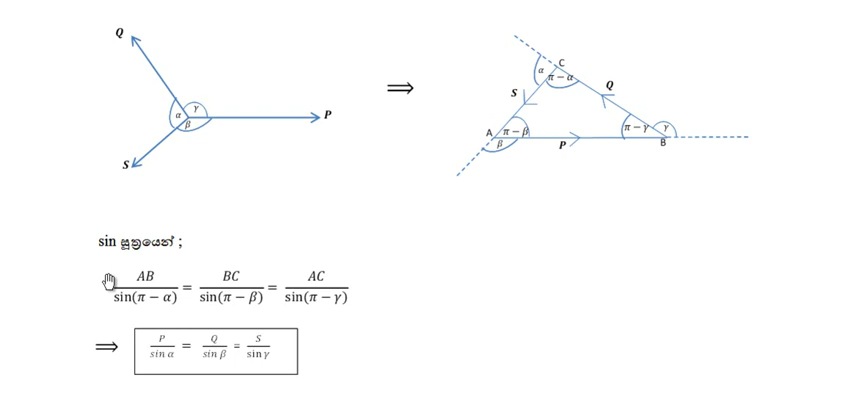 Q
γ
α
P
β
S
⟹
C
α
π − α
S
Q
A
π − β
π − γ
γ
β
P
B
sin සූත්‍රයෙන් ;
AB/sin(π − α) = BC/sin(π − β) = AC/sin(π − γ)
⟹ P/sin α = Q/sin β = S/sin γ